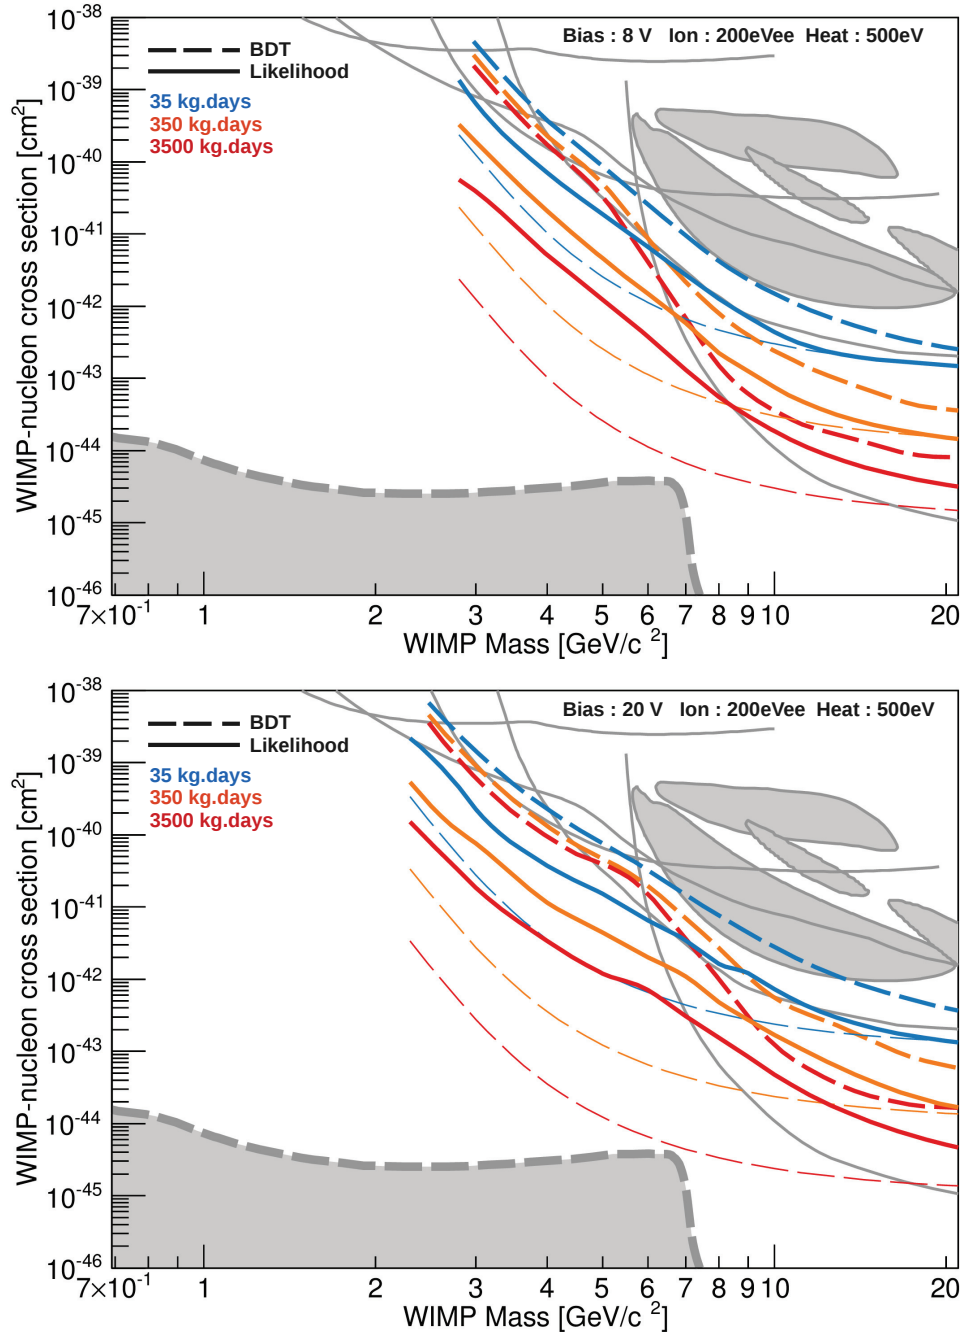 10⁻³⁸
Bias : 8 V Ion : 200eVee Heat : 500eV
BDT
Likelihood
10⁻³⁹
35 kg.days
350 kg.days
3500 kg.days
10⁻⁴⁰
10⁻⁴¹
10⁻⁴²
10⁻⁴³
10⁻⁴⁴
10⁻⁴⁵
10⁻⁴⁶
WIMP-nucleon cross section [cm²]
7×10⁻¹ 1 2 3 4 5 6 7 8 9 10 20
WIMP Mass [GeV/c ²]
10⁻³⁸
Bias : 20 V Ion : 200eVee Heat : 500eV
BDT
Likelihood
10⁻³⁹
35 kg.days
350 kg.days
3500 kg.days
10⁻⁴⁰
10⁻⁴¹
10⁻⁴²
10⁻⁴³
10⁻⁴⁴
10⁻⁴⁵
10⁻⁴⁶
WIMP-nucleon cross section [cm²]
7×10⁻¹ 1 2 3 4 5 6 7 8 9 10 20
WIMP Mass [GeV/c ²]